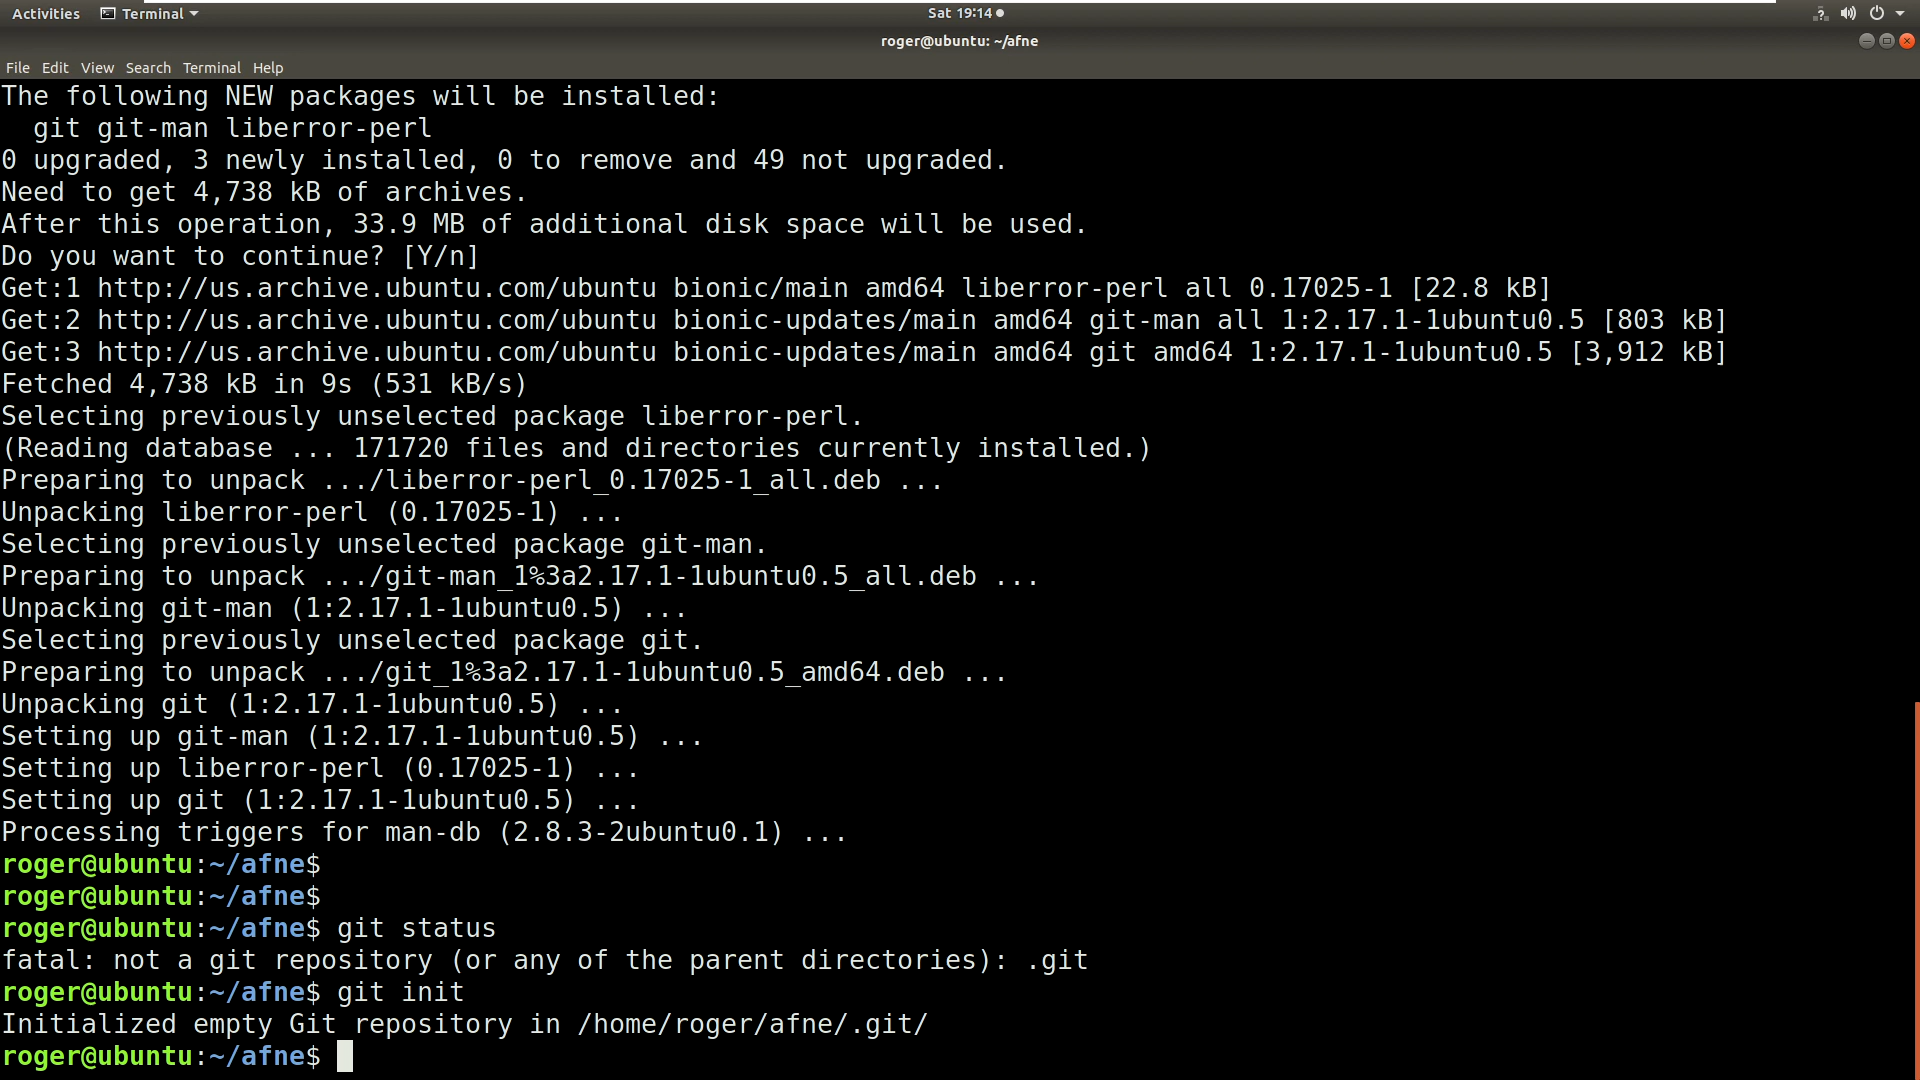 Activities Terminal Sat 19:14
roger@ubuntu: ~/afne
File Edit View Search Terminal Help
The following NEW packages will be installed:
  git git-man liberror-perl
0 upgraded, 3 newly installed, 0 to remove and 49 not upgraded.
Need to get 4,738 kB of archives.
After this operation, 33.9 MB of additional disk space will be used.
Do you want to continue? [Y/n]
Get:1 http://us.archive.ubuntu.com/ubuntu bionic/main amd64 liberror-perl all 0.17025-1 [22.8 kB]
Get:2 http://us.archive.ubuntu.com/ubuntu bionic-updates/main amd64 git-man all 1:2.17.1-1ubuntu0.5 [803 kB]
Get:3 http://us.archive.ubuntu.com/ubuntu bionic-updates/main amd64 git amd64 1:2.17.1-1ubuntu0.5 [3,912 kB]
Fetched 4,738 kB in 9s (531 kB/s)
Selecting previously unselected package liberror-perl.
(Reading database ... 171720 files and directories currently installed.)
Preparing to unpack .../liberror-perl_0.17025-1_all.deb ...
Unpacking liberror-perl (0.17025-1) ...
Selecting previously unselected package git-man.
Preparing to unpack .../git-man_1%3a2.17.1-1ubuntu0.5_all.deb ...
Unpacking git-man (1:2.17.1-1ubuntu0.5) ...
Selecting previously unselected package git.
Preparing to unpack .../git_1%3a2.17.1-1ubuntu0.5_amd64.deb ...
Unpacking git (1:2.17.1-1ubuntu0.5) ...
Setting up git-man (1:2.17.1-1ubuntu0.5) ...
Setting up liberror-perl (0.17025-1) ...
Setting up git (1:2.17.1-1ubuntu0.5) ...
Processing triggers for man-db (2.8.3-2ubuntu0.1) ...
roger@ubuntu:~/afne$
roger@ubuntu:~/afne$
roger@ubuntu:~/afne$ git status
fatal: not a git repository (or any of the parent directories): .git
roger@ubuntu:~/afne$ git init
Initialized empty Git repository in /home/roger/afne/.git/
roger@ubuntu:~/afne$